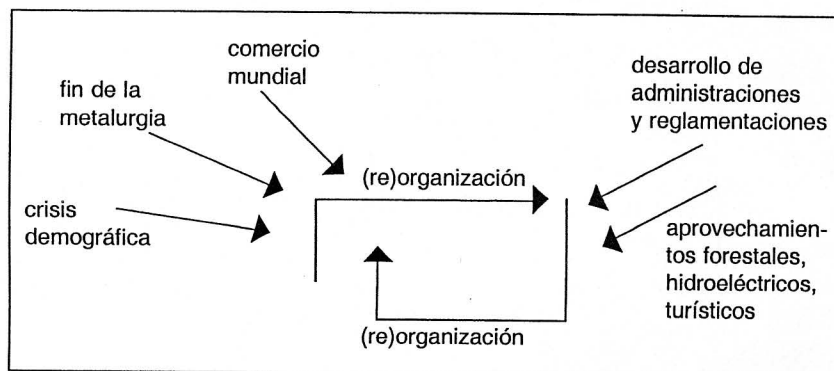 comercio
mundial
fin de la
metalurgia
crisis
demográfica
(re)organización
(re)organización
desarrollo de
administraciones
y reglamentaciones
aprovechamien-
tos forestales,
hidroeléctricos,
turísticos